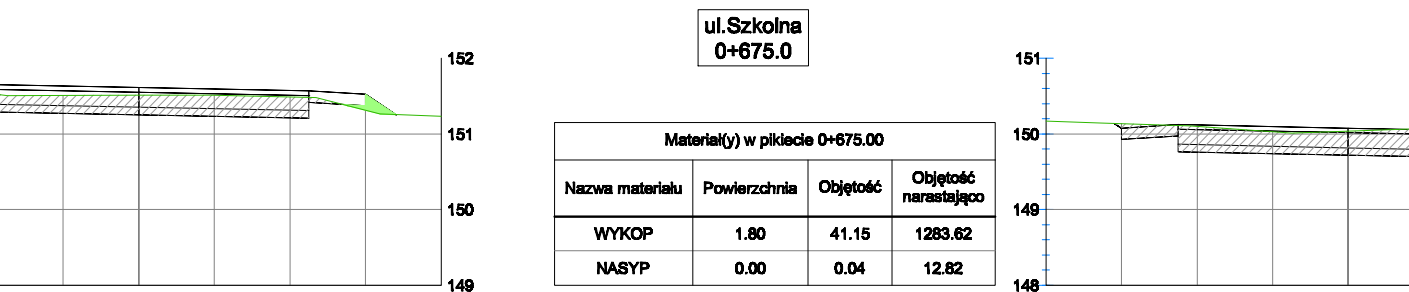 ul.Szkolna
0+675.0
152
151
150
149
Materiał(y) w pikiecie 0+675.00
Nazwa materiału Powierzchnia Objętość Objętość narastająco
WYKOP 1.80 41.15 1283.62
NASYP 0.00 0.04 12.82
151
150
149
148